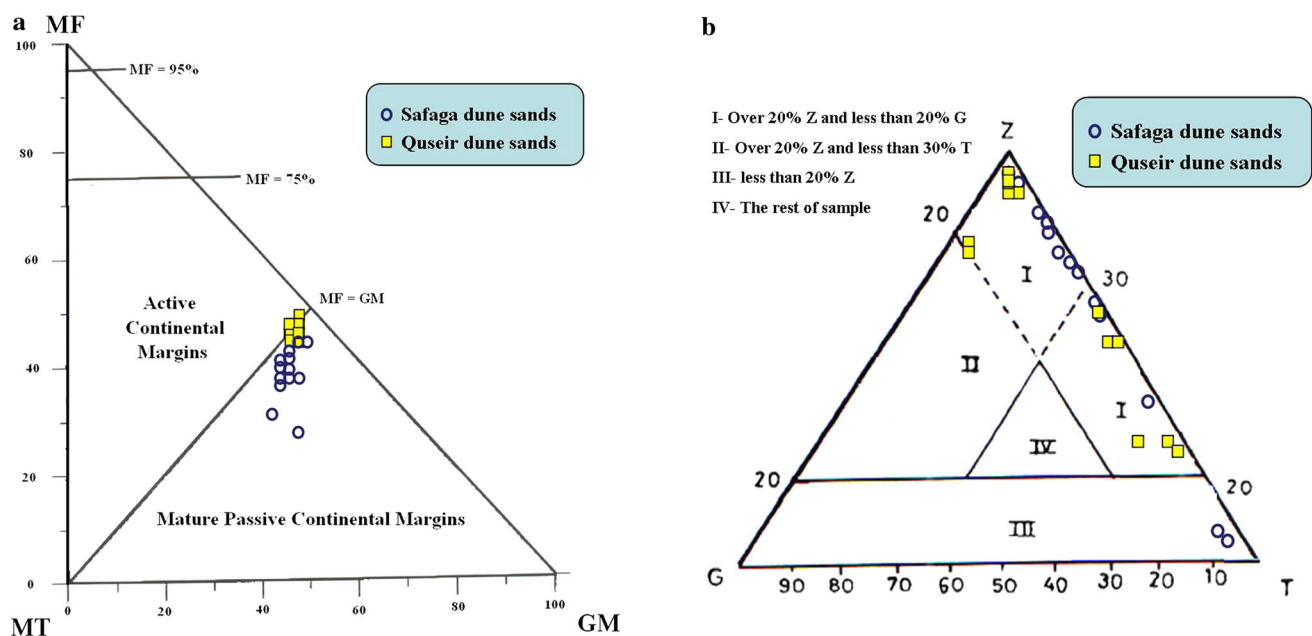 a
MF
100
MF = 95%
Safaga dune sands
Quseir dune sands
80
MF = 75%
60
MF = GM
Active
Continental
Margins
40
20
Mature Passive Continental Margins
0
0
20
40
60
80
100
MT
GM
b
I- Over 20% Z and less than 20% G
II- Over 20% Z and less than 30% T
III- less than 20% Z
IV- The rest of sample
Safaga dune sands
Quseir dune sands
Z
20
I
30
II
I
IV
20
20
III
G
90
80
70
60
50
40
30
20
10
T